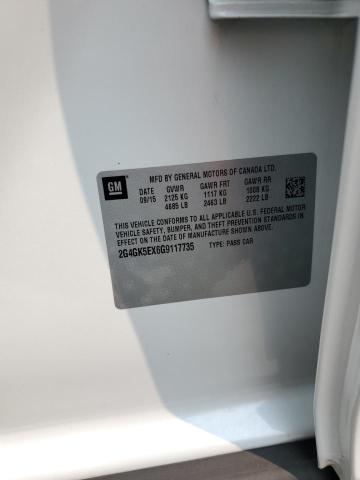 MFD BY GENERAL MOTORS OF CANADA LTD.
GM
DATE GVWR GAWR FRT GAWR RR
09/15 2125 KG 1117 KG 1008 KG
4685 LB 2463 LB 2222 LB
THIS VEHICLE CONFORMS TO ALL APPLICABLE U.S. FEDERAL MOTOR
VEHICLE SAFETY, BUMPER, AND THEFT PREVENTION STANDARDS
IN EFFECT ON THE DATE OF MANUFACTURE SHOWN ABOVE.
2G4GK5EX6G9117735 TYPE: PASS CAR